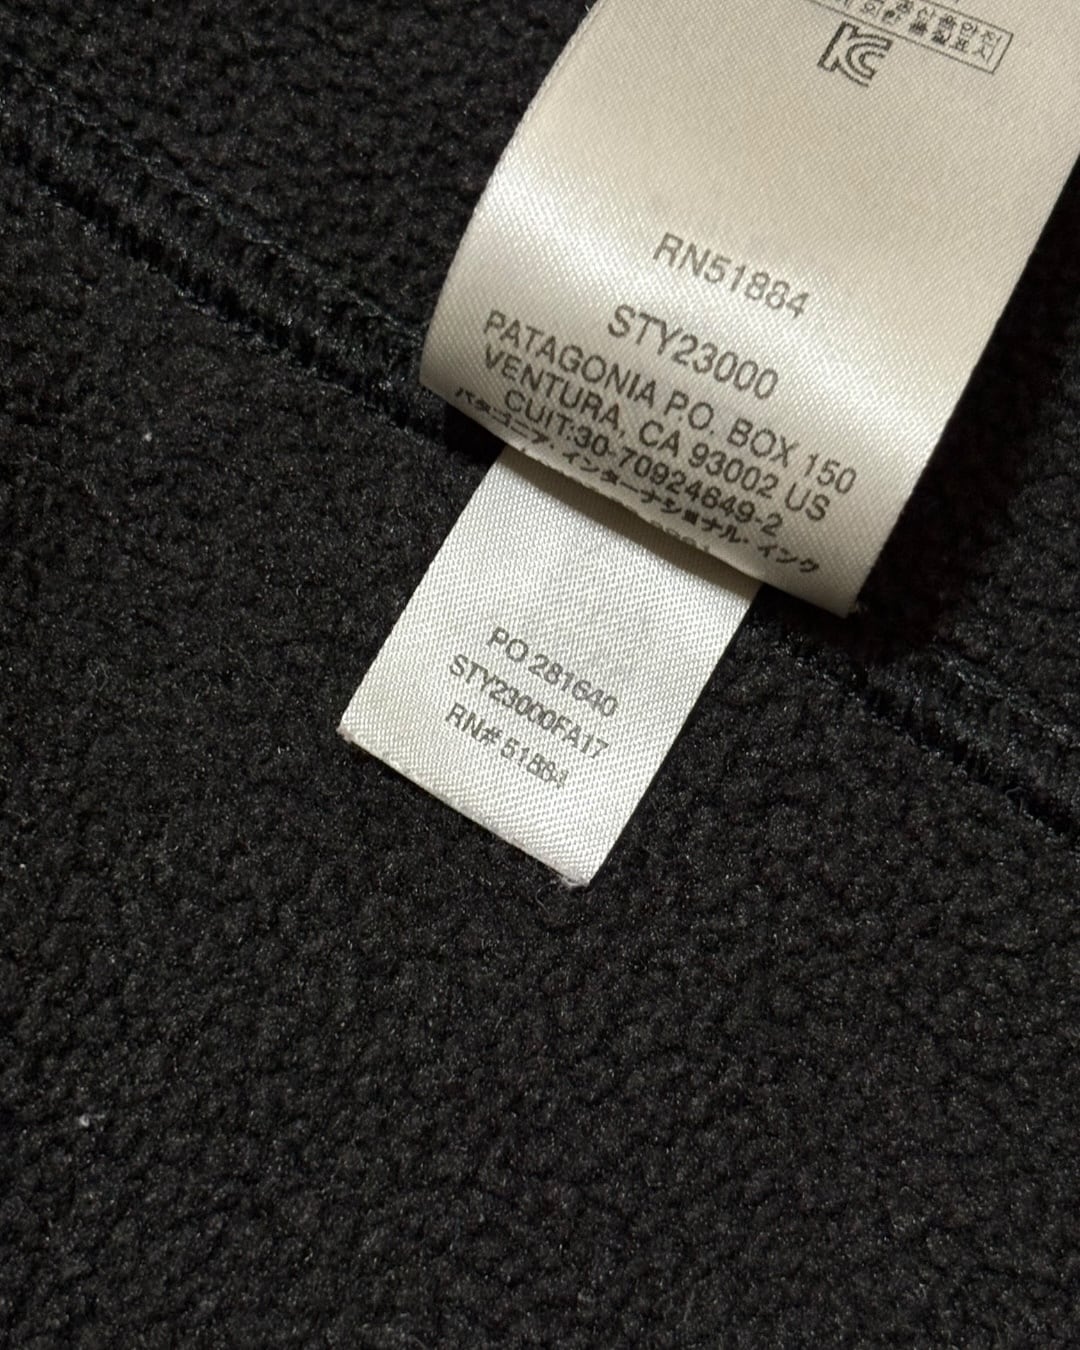 RN51884
STY23000
PATAGONIA P.O. BOX 150
VENTURA, CA 93002 US
CUIT:30-70924649-2
パタゴニア・インターナショナル・インク
PO 281640
STY23000FA17
RN# 51884